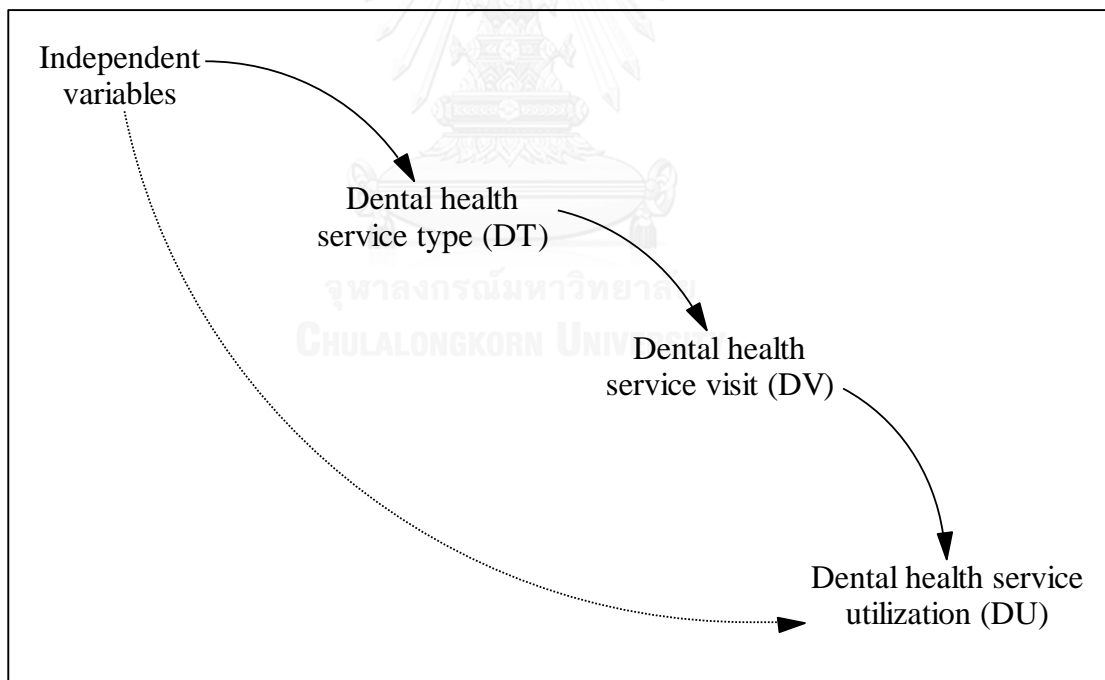 Independent
variables
Dental health
service type (DT)
จุฬาลงกรณ์มหาวิทยาลัย
CHULALONGKORN UNIVERSITY
Dental health
service visit (DV)
Dental health service
utilization (DU)